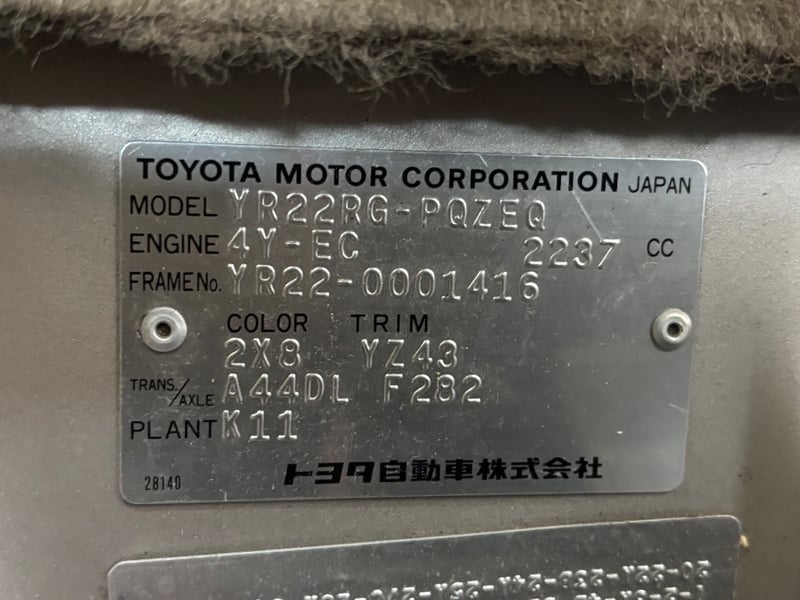 TOYOTA MOTOR CORPORATION JAPAN
MODEL YR22RG-PQZEQ
ENGINE 4Y-EC 2237 CC
FRAME No. YR22-0001416
COLOR TRIM
2X8 YZ43
TRANS./AXLE A44DL F282
PLANT K11
28140 トヨタ自動車株式会社